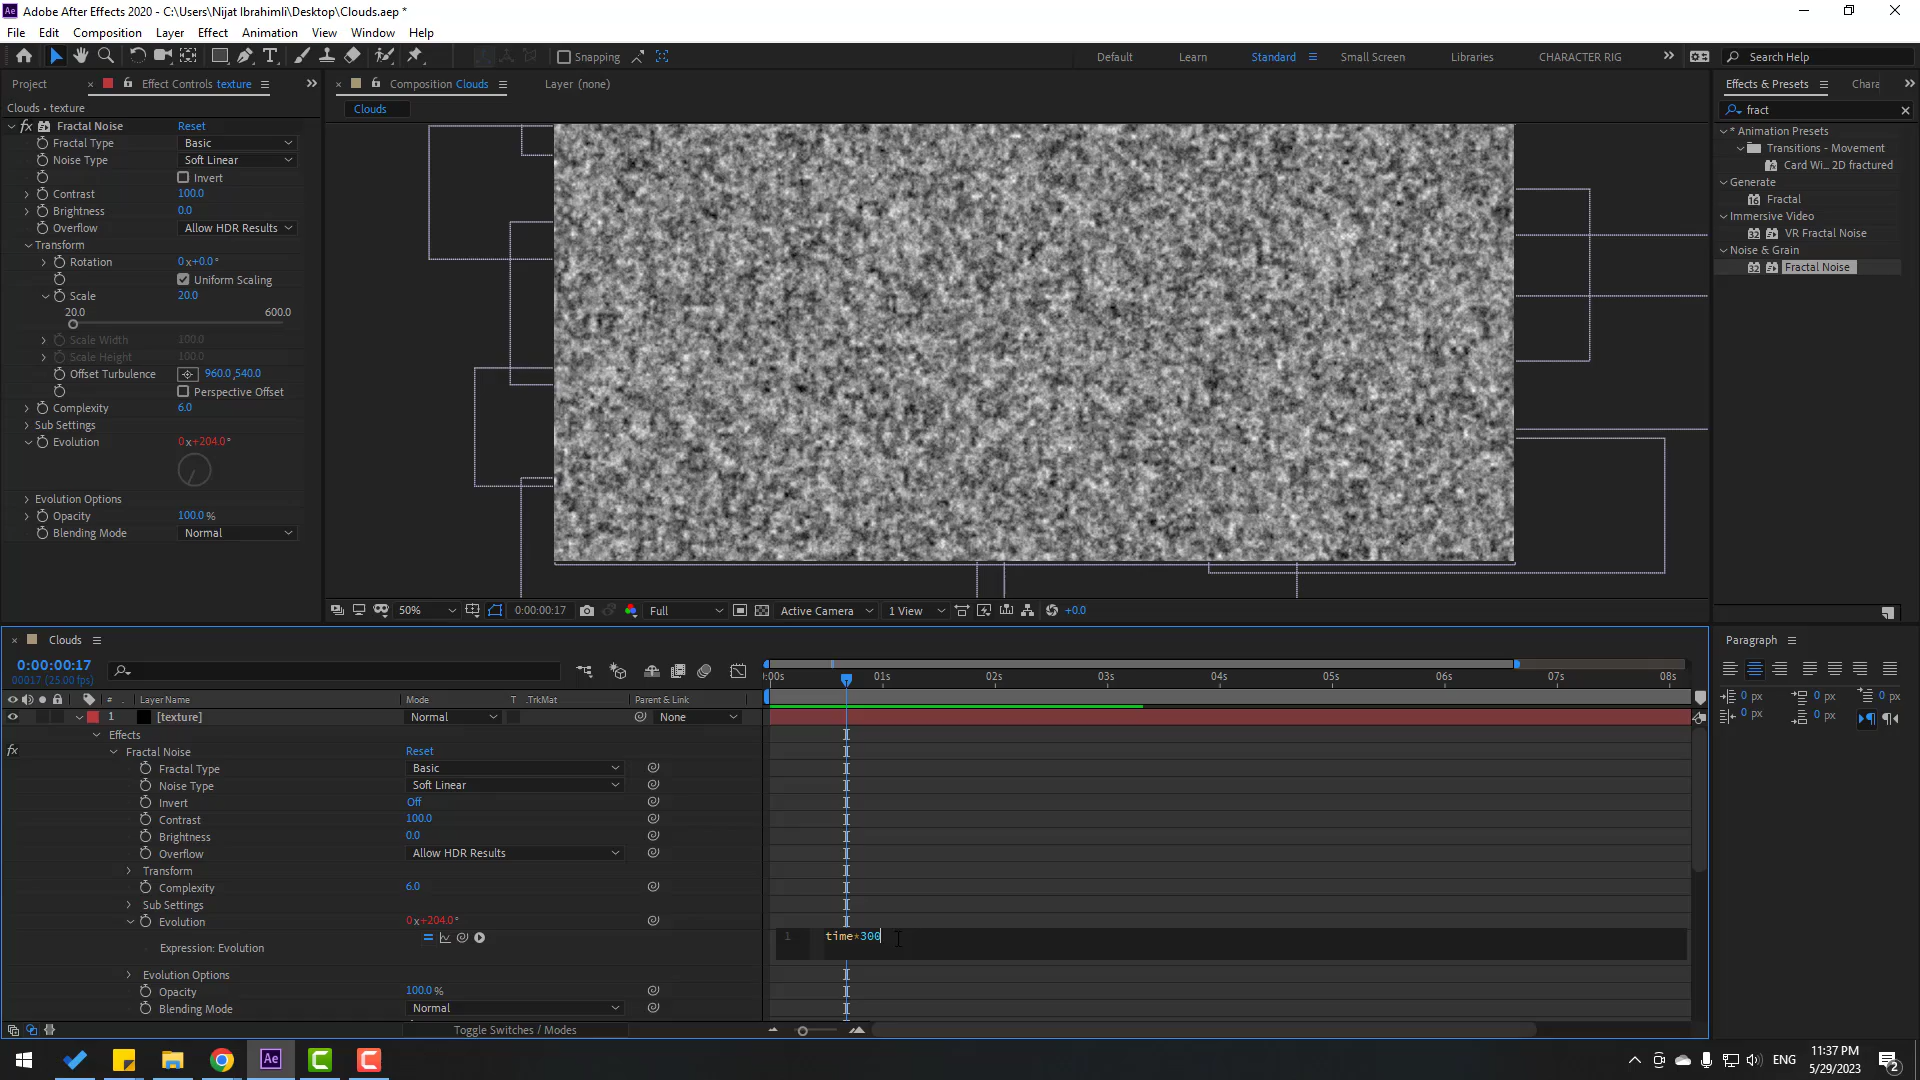 Adobe After Effects 2020 - C:\Users\Nijat Ibrahimli\Desktop\Clouds.aep *
File Edit Composition Layer Effect Animation View Window Help
Snapping
Default Learn Standard Small Screen Libraries CHARACTER RIG
Search Help
Project
Effect Controls texture
Composition Clouds
Layer (none)
Effects & Presets
Chara
Clouds • texture
Clouds
fract
fx Fractal Noise Reset
Fractal Type Basic
Noise Type Soft Linear
Invert
Contrast 100.0
Brightness 0.0
Overflow Allow HDR Results
Transform
Rotation 0x+0.0°
Uniform Scaling
Scale 20.0
20.0 600.0
Scale Width 100.0
Scale Height 100.0
Offset Turbulence 960.0,540.0
Perspective Offset
Complexity 6.0
Sub Settings
Evolution 0x+204.0°
Evolution Options
Opacity 100.0 %
Blending Mode Normal
* Animation Presets
Transitions - Movement
Card Wi... 2D fractured
Generate
16 Fractal
Immersive Video
32 VR Fractal Noise
Noise & Grain
32 Fractal Noise
50% 0:00:00:17 Full Active Camera 1 View +0.0
Clouds
0:00:00:17
00017 (25.00 fps)
# Layer Name Mode T .TrkMat Parent & Link
:00s 01s 02s 03s 04s 05s 06s 07s 08s
1 [texture] Normal None
Effects
fx Fractal Noise Reset
Fractal Type Basic
Noise Type Soft Linear
Invert Off
Contrast 100.0
Brightness 0.0
Overflow Allow HDR Results
Transform
Complexity 6.0
Sub Settings
Evolution 0x+204.0°
Expression: Evolution
1 time*300
Evolution Options
Opacity 100.0 %
Blending Mode Normal
Toggle Switches / Modes
Paragraph
0 px 0 px 0 px
0 px 0 px
Ae
ENG
11:37 PM
5/29/2023
2